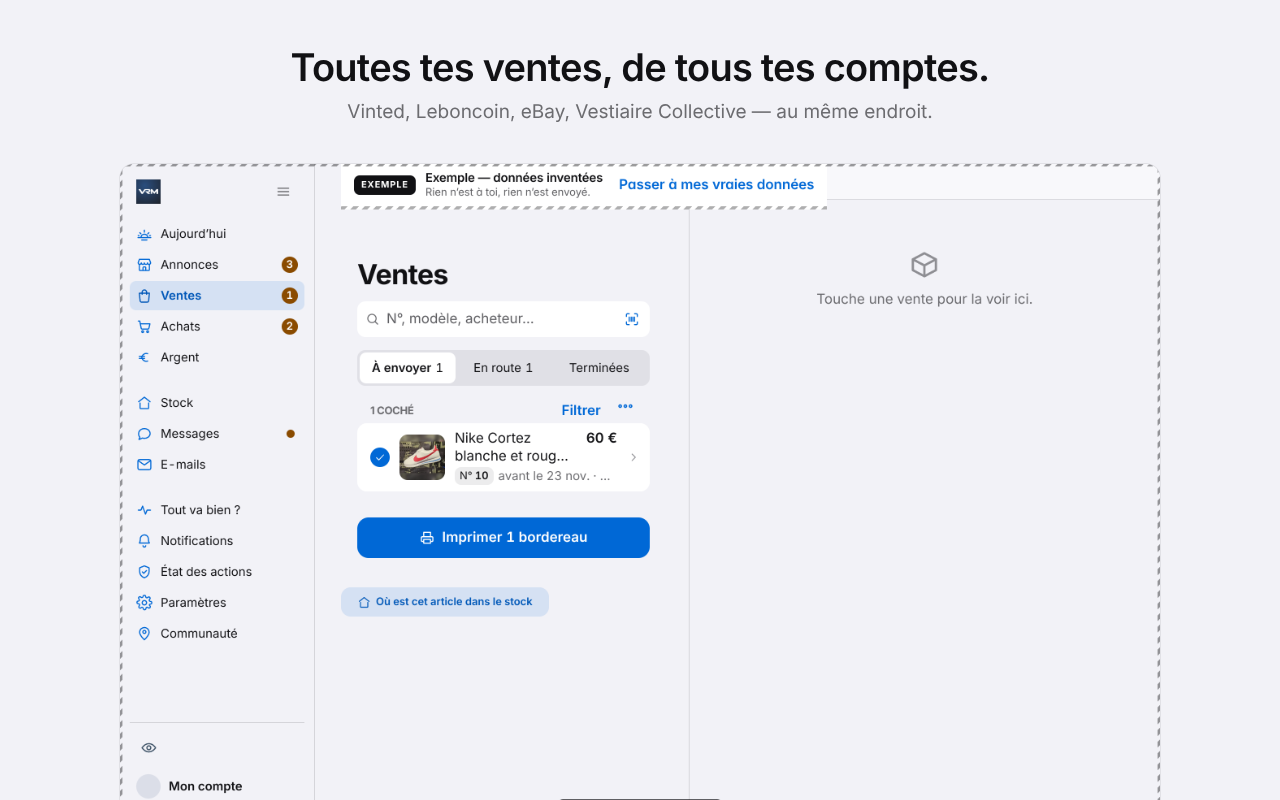 Toutes tes ventes, de tous tes comptes.
Vinted, Leboncoin, eBay, Vestiaire Collective — au même endroit.
VRM
EXEMPLE
Exemple — données inventées
Rien n'est à toi, rien n'est envoyé.
Passer à mes vraies données
Aujourd'hui
Annonces 3
Ventes 1
Achats 2
Argent
Stock
Messages
E-mails
Tout va bien ?
Notifications
État des actions
Paramètres
Communauté
Mon compte
Ventes
N°, modèle, acheteur...
À envoyer 1
En route 1
Terminées
1 COCHÉ
Filtrer
Nike Cortez
blanche et roug...
60 €
N° 10 avant le 23 nov. · ...
Imprimer 1 bordereau
Où est cet article dans le stock
Touche une vente pour la voir ici.